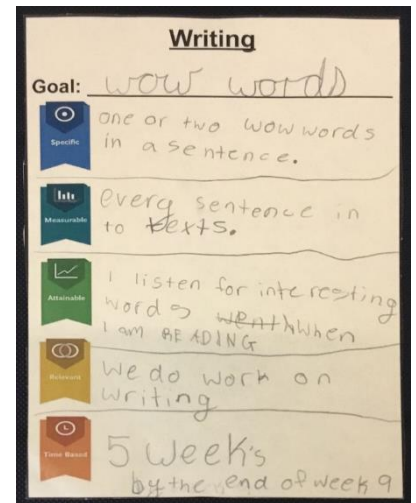 Writing
Goal: wow words
Specific
one or two wow words
in a sentence.
Measurable
every sentence in
to texts.
Attainable
I listen for interesting
words when
I am READING
Relevant
We do work on
writing
Time Based
5 week's
by the end of week 9